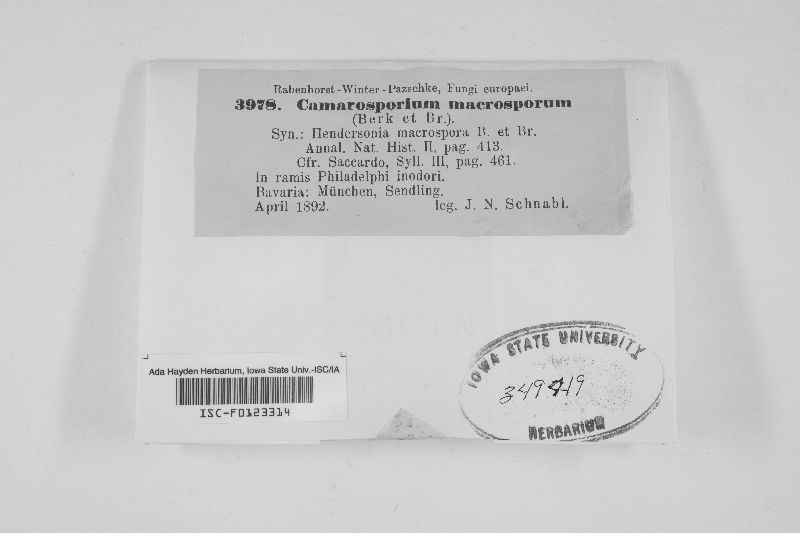 Rabenhorst-Winter-Pazschke, Fungi europaei.
3978. Camarosporium macrosporum
(Berk et Br.).
Syn.: Hendersonia macrospora B. et Br.
Annal. Nat. Hist. II, pag. 413.
Cfr. Saccardo, Syll. III, pag. 461.
In ramis Philadelphi inodori.
Bavaria: München, Sendling.
April 1892. leg. J. N. Schnabl.
Ada Hayden Herbarium, Iowa State Univ.-ISC/IA
ISC-F0123314
IOWA STATE UNIVERSITY
HERBARIUM